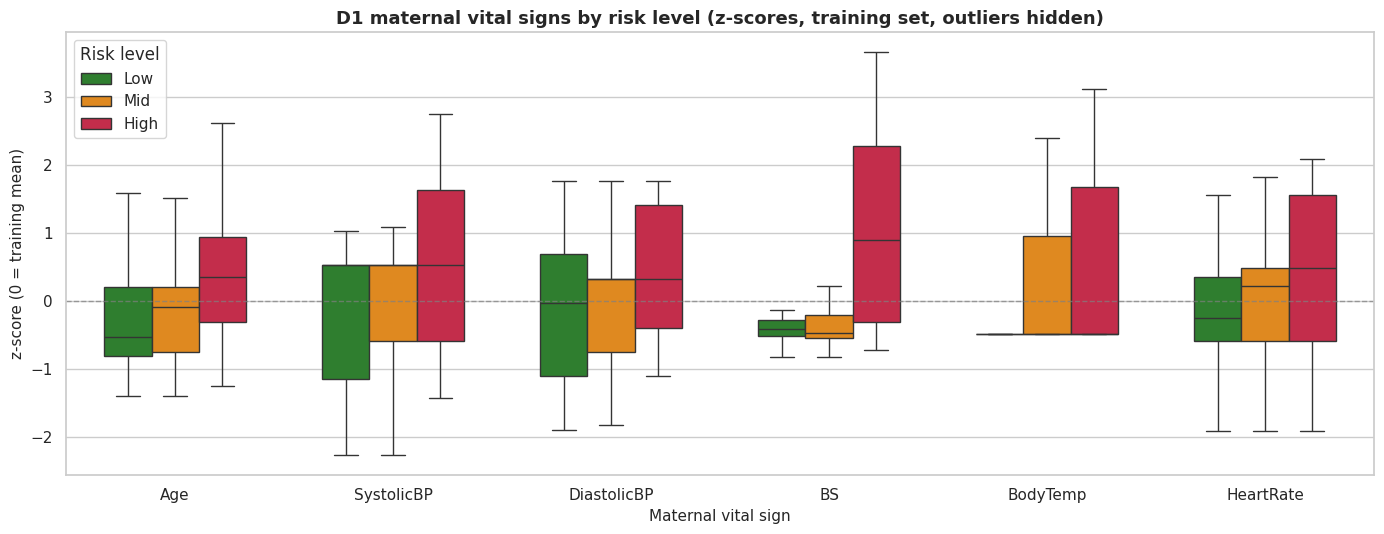 D1 maternal vital signs by risk level (z-scores, training set, outliers hidden)
Risk level
Low
Mid
High
z-score (0 = training mean)
3
2
1
0
−1
−2
Age
SystolicBP
DiastolicBP
BS
BodyTemp
HeartRate
Maternal vital sign